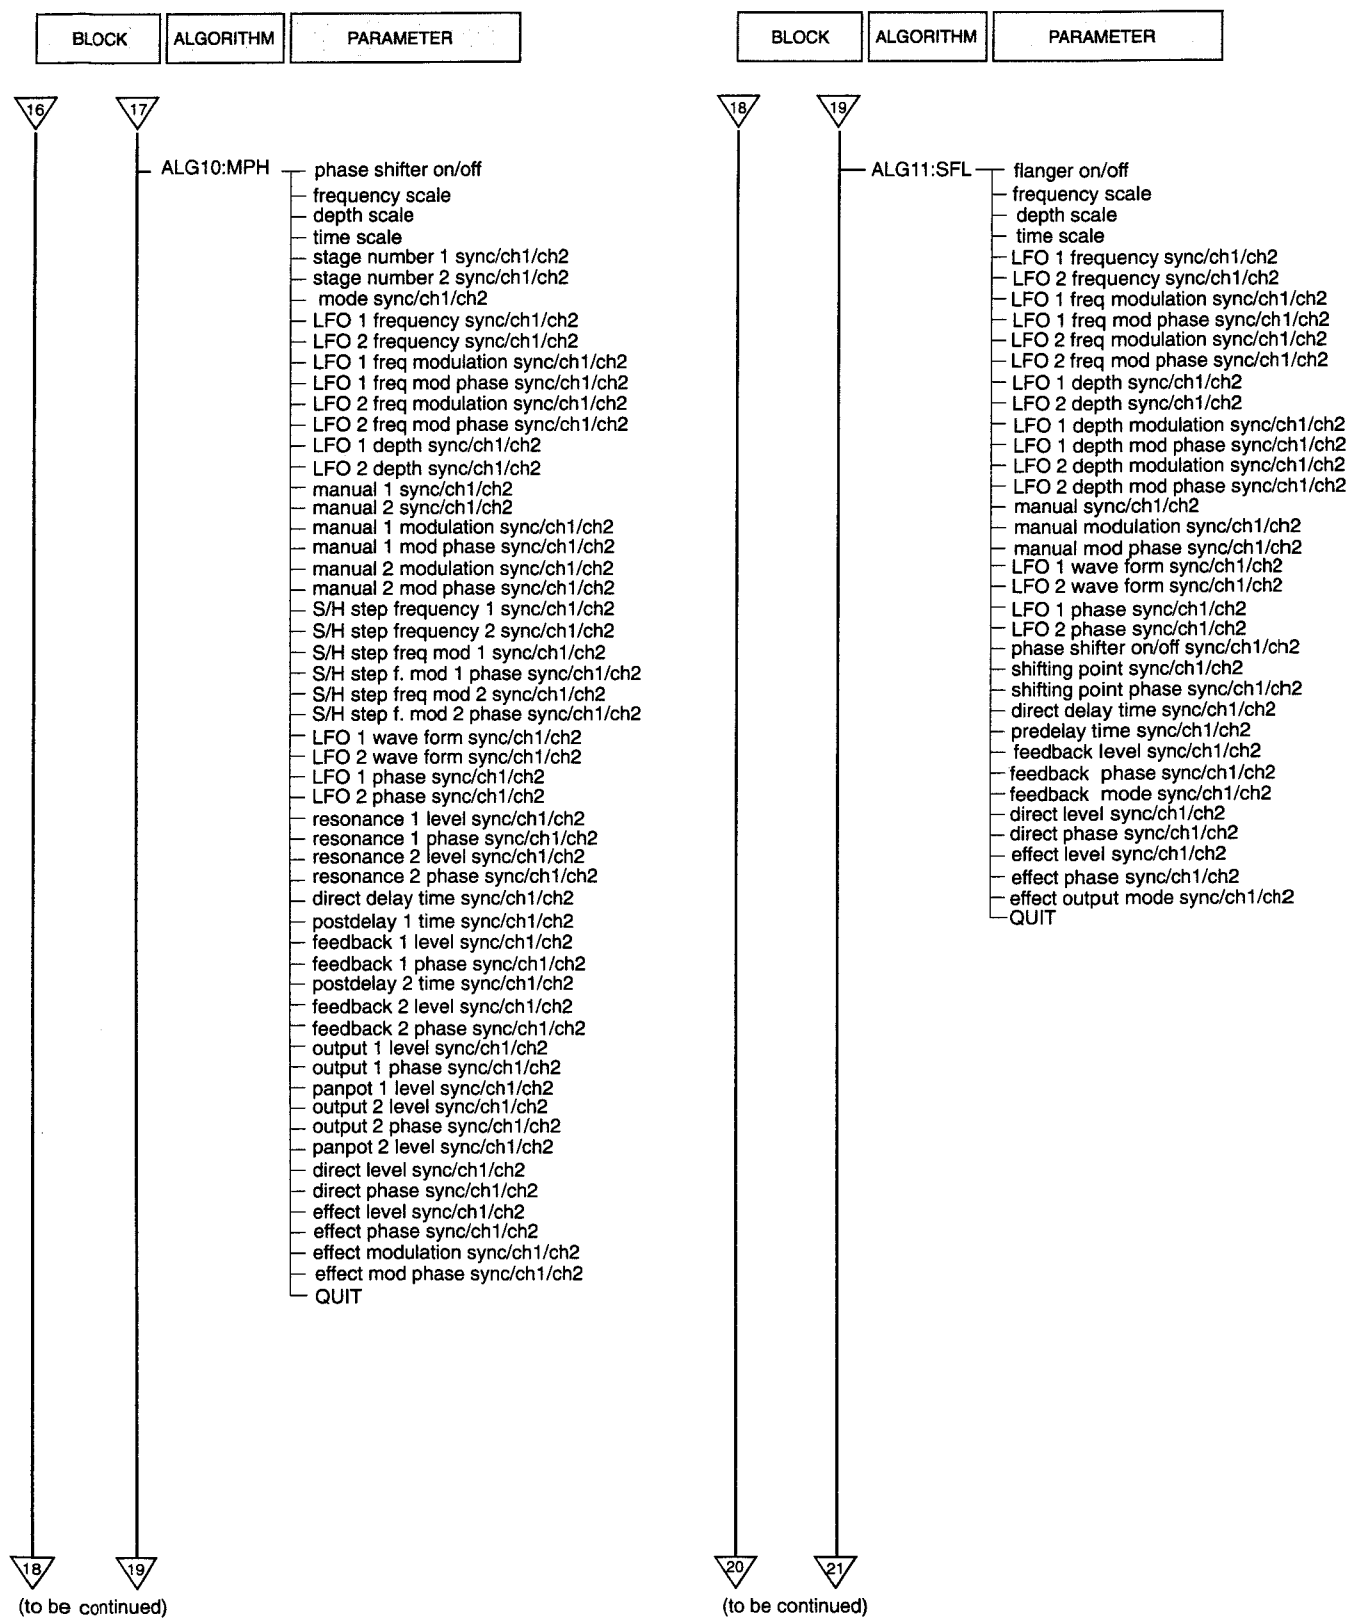 BLOCK ALGORITHM PARAMETER
16 17
ALG10:MPH phase shifter on/off
frequency scale
depth scale
time scale
stage number 1 sync/ch1/ch2
stage number 2 sync/ch1/ch2
mode sync/ch1/ch2
LFO 1 frequency sync/ch1/ch2
LFO 2 frequency sync/ch1/ch2
LFO 1 freq modulation sync/ch1/ch2
LFO 1 freq mod phase sync/ch1/ch2
LFO 2 freq modulation sync/ch1/ch2
LFO 2 freq mod phase sync/ch1/ch2
LFO 1 depth sync/ch1/ch2
LFO 2 depth sync/ch1/ch2
manual 1 sync/ch1/ch2
manual 2 sync/ch1/ch2
manual 1 modulation sync/ch1/ch2
manual 1 mod phase sync/ch1/ch2
manual 2 modulation sync/ch1/ch2
manual 2 mod phase sync/ch1/ch2
S/H step frequency 1 sync/ch1/ch2
S/H step frequency 2 sync/ch1/ch2
S/H step freq mod 1 sync/ch1/ch2
S/H step f. mod 1 phase sync/ch1/ch2
S/H step freq mod 2 sync/ch1/ch2
S/H step f. mod 2 phase sync/ch1/ch2
LFO 1 wave form sync/ch1/ch2
LFO 2 wave form sync/ch1/ch2
LFO 1 phase sync/ch1/ch2
LFO 2 phase sync/ch1/ch2
resonance 1 level sync/ch1/ch2
resonance 1 phase sync/ch1/ch2
resonance 2 level sync/ch1/ch2
resonance 2 phase sync/ch1/ch2
direct delay time sync/ch1/ch2
postdelay 1 time sync/ch1/ch2
feedback 1 level sync/ch1/ch2
feedback 1 phase sync/ch1/ch2
postdelay 2 time sync/ch1/ch2
feedback 2 level sync/ch1/ch2
feedback 2 phase sync/ch1/ch2
output 1 level sync/ch1/ch2
output 1 phase sync/ch1/ch2
panpot 1 level sync/ch1/ch2
output 2 level sync/ch1/ch2
output 2 phase sync/ch1/ch2
panpot 2 level sync/ch1/ch2
direct level sync/ch1/ch2
direct phase sync/ch1/ch2
effect level sync/ch1/ch2
effect phase sync/ch1/ch2
effect modulation sync/ch1/ch2
effect mod phase sync/ch1/ch2
QUIT
18 19
(to be continued)
BLOCK ALGORITHM PARAMETER
18 19
ALG11:SFL flanger on/off
frequency scale
depth scale
time scale
LFO 1 frequency sync/ch1/ch2
LFO 2 frequency sync/ch1/ch2
LFO 1 freq modulation sync/ch1/ch2
LFO 1 freq mod phase sync/ch1/ch2
LFO 2 freq modulation sync/ch1/ch2
LFO 2 freq mod phase sync/ch1/ch2
LFO 1 depth sync/ch1/ch2
LFO 2 depth sync/ch1/ch2
LFO 1 depth modulation sync/ch1/ch2
LFO 1 depth mod phase sync/ch1/ch2
LFO 2 depth modulation sync/ch1/ch2
LFO 2 depth mod phase sync/ch1/ch2
manual sync/ch1/ch2
manual modulation sync/ch1/ch2
manual mod phase sync/ch1/ch2
LFO 1 wave form sync/ch1/ch2
LFO 2 wave form sync/ch1/ch2
LFO 1 phase sync/ch1/ch2
LFO 2 phase sync/ch1/ch2
phase shifter on/off sync/ch1/ch2
shifting point sync/ch1/ch2
shifting point phase sync/ch1/ch2
direct delay time sync/ch1/ch2
predelay time sync/ch1/ch2
feedback level sync/ch1/ch2
feedback phase sync/ch1/ch2
feedback mode sync/ch1/ch2
direct level sync/ch1/ch2
direct phase sync/ch1/ch2
effect level sync/ch1/ch2
effect phase sync/ch1/ch2
effect output mode sync/ch1/ch2
QUIT
20 21
(to be continued)